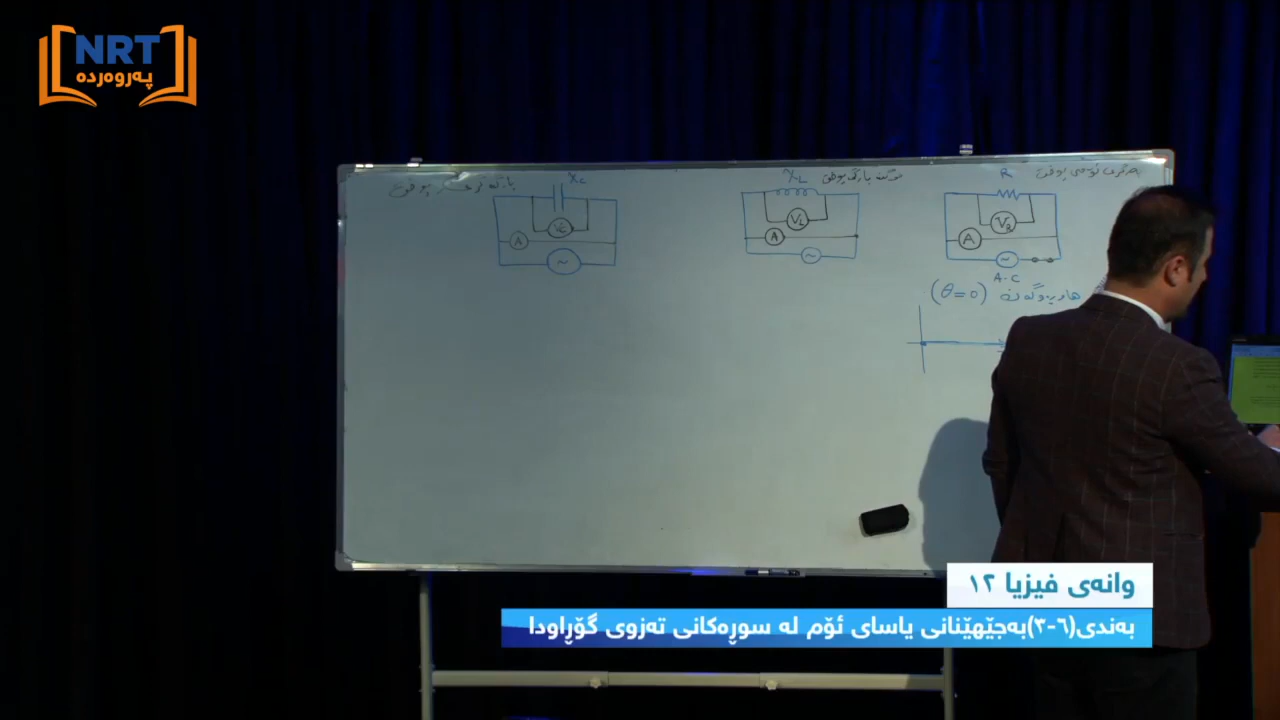 NRT
پەروەردە
R
X_L
X_C
V_R
V_L
V_C
A
A
A
~
~
~
A.C
(θ=0)
وانەی فیزیا ١٢
بەندی(٦-٣)بەجێهێنانی یاسای ئۆم لە سوڕەکانی تەزوی گۆڕاودا